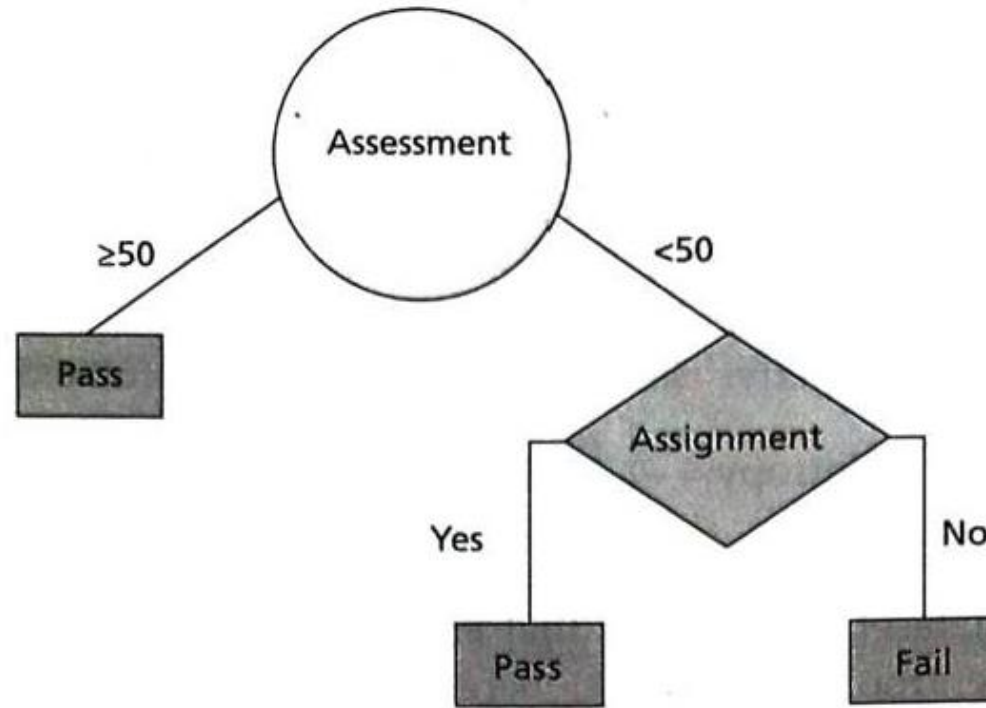 Assessment
≥50
<50
Pass
Assignment
Yes
No
Pass
Fail